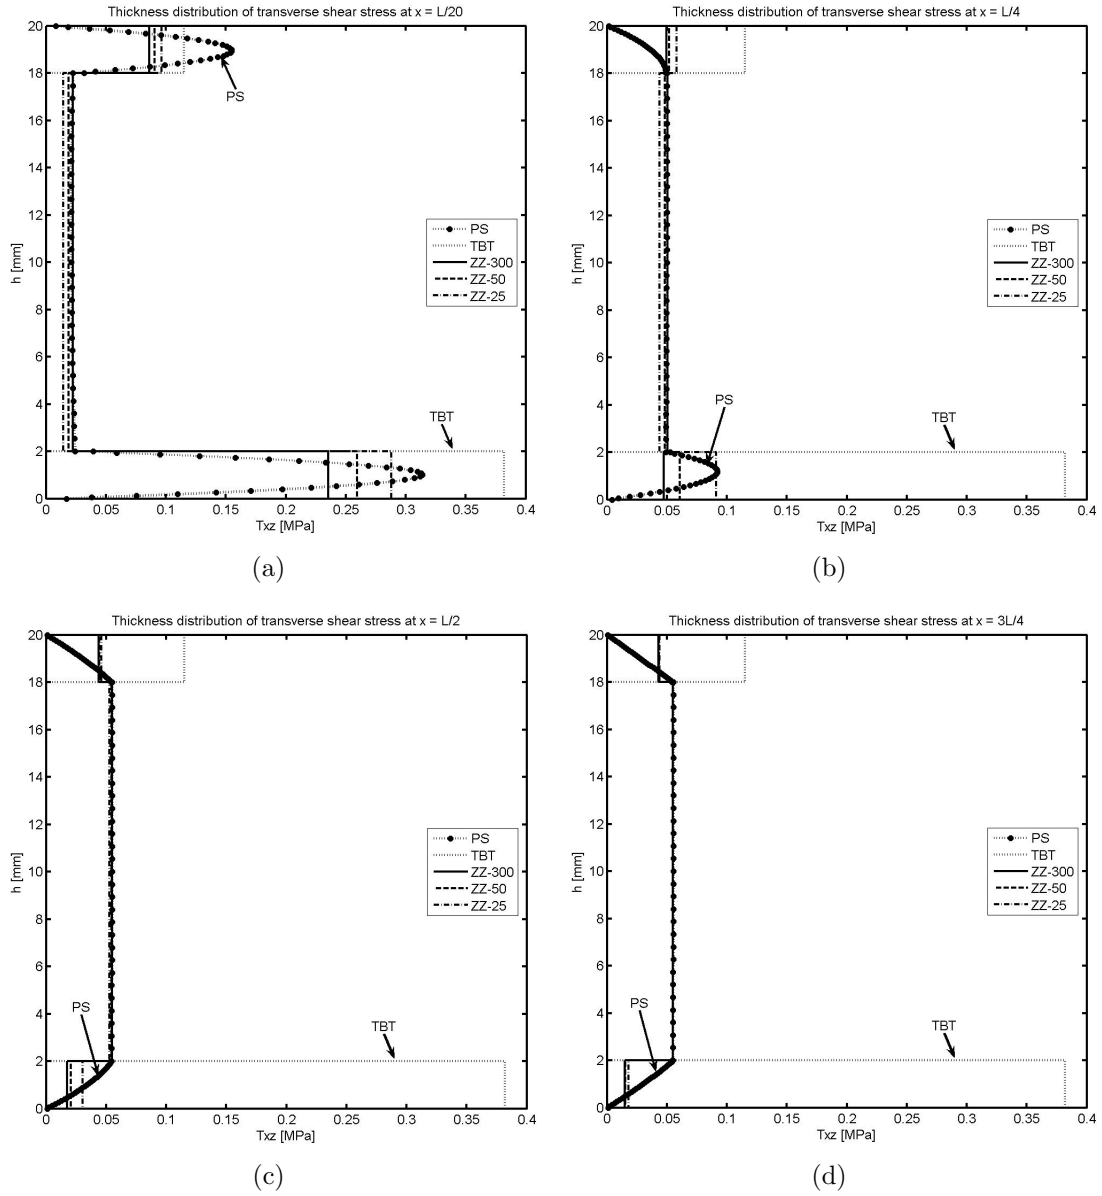 Thickness distribution of transverse shear stress at x = L/20
20
18
16
14
12
10
8
6
4
2
0
h [mm]
PS
PS
TBT
ZZ-300
ZZ-50
ZZ-25
TBT
0 0.05 0.1 0.15 0.2 0.25 0.3 0.35 0.4
Txz [MPa]
(a)
Thickness distribution of transverse shear stress at x = L/4
20
18
16
14
12
10
8
6
4
2
0
h [mm]
PS
TBT
ZZ-300
ZZ-50
ZZ-25
PS
TBT
0 0.05 0.1 0.15 0.2 0.25 0.3 0.35 0.4
Txz [MPa]
(b)
Thickness distribution of transverse shear stress at x = L/2
20
18
16
14
12
10
8
6
4
2
0
h [mm]
PS
TBT
ZZ-300
ZZ-50
ZZ-25
PS
TBT
0 0.05 0.1 0.15 0.2 0.25 0.3 0.35 0.4
Txz [MPa]
(c)
Thickness distribution of transverse shear stress at x = 3L/4
20
18
16
14
12
10
8
6
4
2
0
h [mm]
PS
TBT
ZZ-300
ZZ-50
ZZ-25
PS
TBT
0 0.05 0.1 0.15 0.2 0.25 0.3 0.35 0.4
Txz [MPa]
(d)